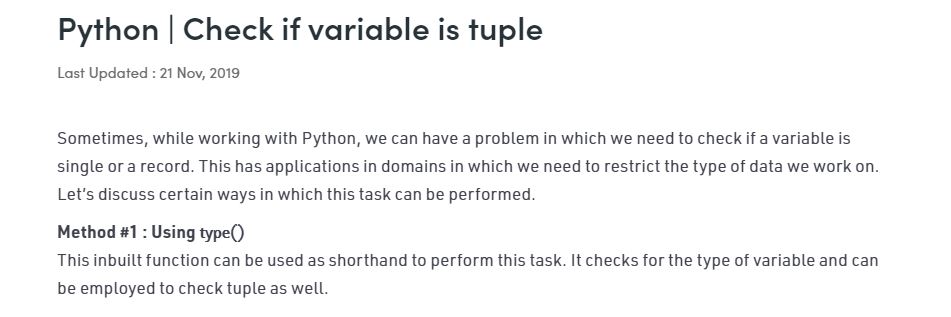 Python | Check if variable is tuple
Last Updated : 21 Nov, 2019
Sometimes, while working with Python, we can have a problem in which we need to check if a variable is
single or a record. This has applications in domains in which we need to restrict the type of data we work on.
Let's discuss certain ways in which this task can be performed.
Method #1 : Using type()
This inbuilt function can be used as shorthand to perform this task. It checks for the type of variable and can
be employed to check tuple as well.